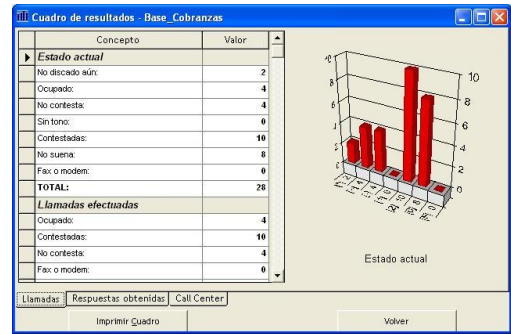 Cuadro de resultados - Base_Cobranzas
Concepto Valor
Estado actual
No discado aún: 2
Ocupado: 4
No contesta: 4
Sin tono: 0
Contestadas: 10
No suena: 8
Fax o modem: 0
TOTAL: 28
Llamadas efectuadas
Ocupado: 4
Contestadas: 10
No contesta: 4
Fax o modem: 0
10
8
6
4
2
0
Estado actual
Llamadas Respuestas obtenidas Call Center
Imprimir Cuadro Volver